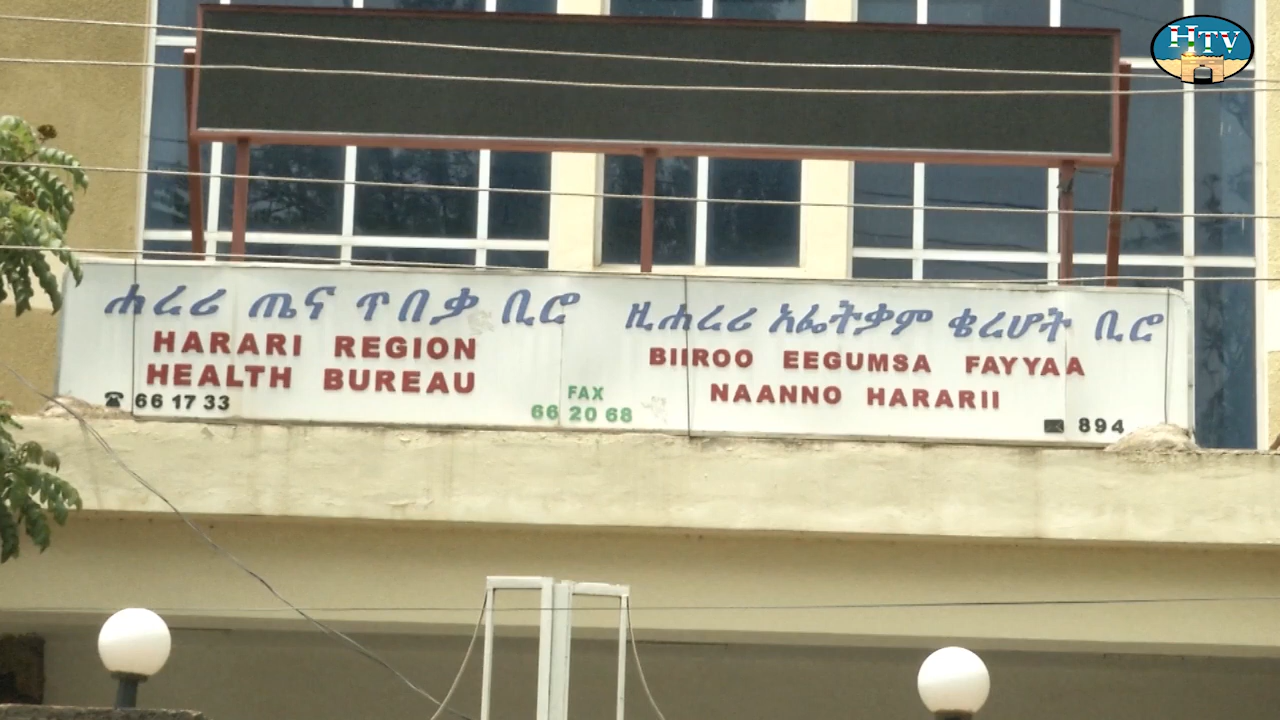 HTV
ሐረሪ ጤና ጥበቃ ቢሮ
HARARI REGION
HEALTH BUREAU
66 17 33
FAX
66 20 68
ዚሐረሪ አፊትቃም ቄረሆት ቢሮ
BIIROO EEGUMSA FAYYAA
NAANNO HARARII
894